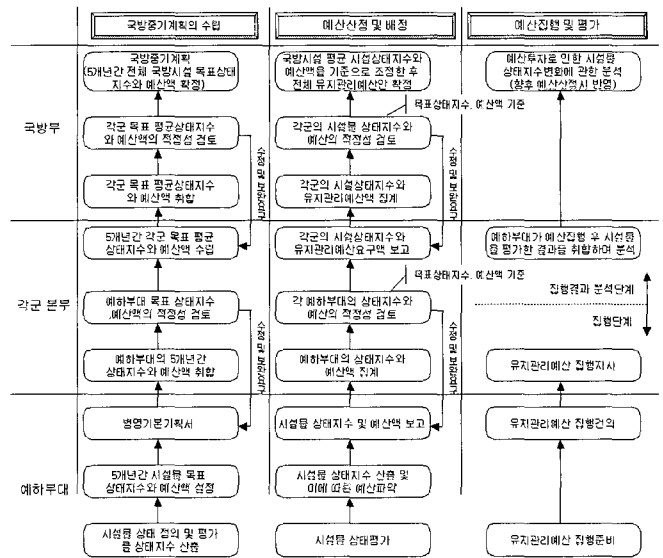 국방중기계획의 수립
예산산정 및 배정
예산집행 및 평가
국방부
각군 본부
예하부대
국방중기계획
(5개년간 전체 국방시설 목표상태
지수와 예산액 확정)
각군 목표 평균상태지수
와 예산액의 적정성 검토
각군 목표 평균상태지수
와 예산액 취합
수정 및 보완요구
5개년간 각군 목표 평균
상태지수와 예산액 수립
예하부대 목표 상태지수
,예산액의 적정성 검토
예하부대의 5개년간
상태지수와 예산액 취합
수정 및 보완요구
병영기본기획서
5개년간 시설물 목표
상태지수와 예산액 설정
시설물 상태 정의 및 평가
를 상태지수 산출
국방시설 평균 시설상태지수와
예산액을 기준으로 조정한 후
전체 유지관리예산안 확정
목표상태지수, 예산액 기준
각군의 시설물 상태지수와
예산의 적정성 검토
각군의 시설상태지수와
유지관리예산액 집계
수정 및 보완요구
각군의 시설상태지수와
유지관리예산요구액 보고
목표상태지수, 예산액 기준
각 예하부대의 상태지수와
예산의 적정성 검토
예하부대의 상태지수와
예산액 집계
수정 및 보완요구
시설물 상태지수 및 예산액 보고
시설물 상태지수 산출 및
이에 따른 예산파악
시설물 상태평가
예산투자로 인한 시설물
상태지수변화에 관한 분석
(향후 예산산정시 반영)
예하부대가 예산집행 후 시설물
을 평가한 결과을 취합하여 분석
집행결과 분석단계
집행단계
유지관리예산 집행지시
유지관리예산 집행건의
유지관리예산 집행준비